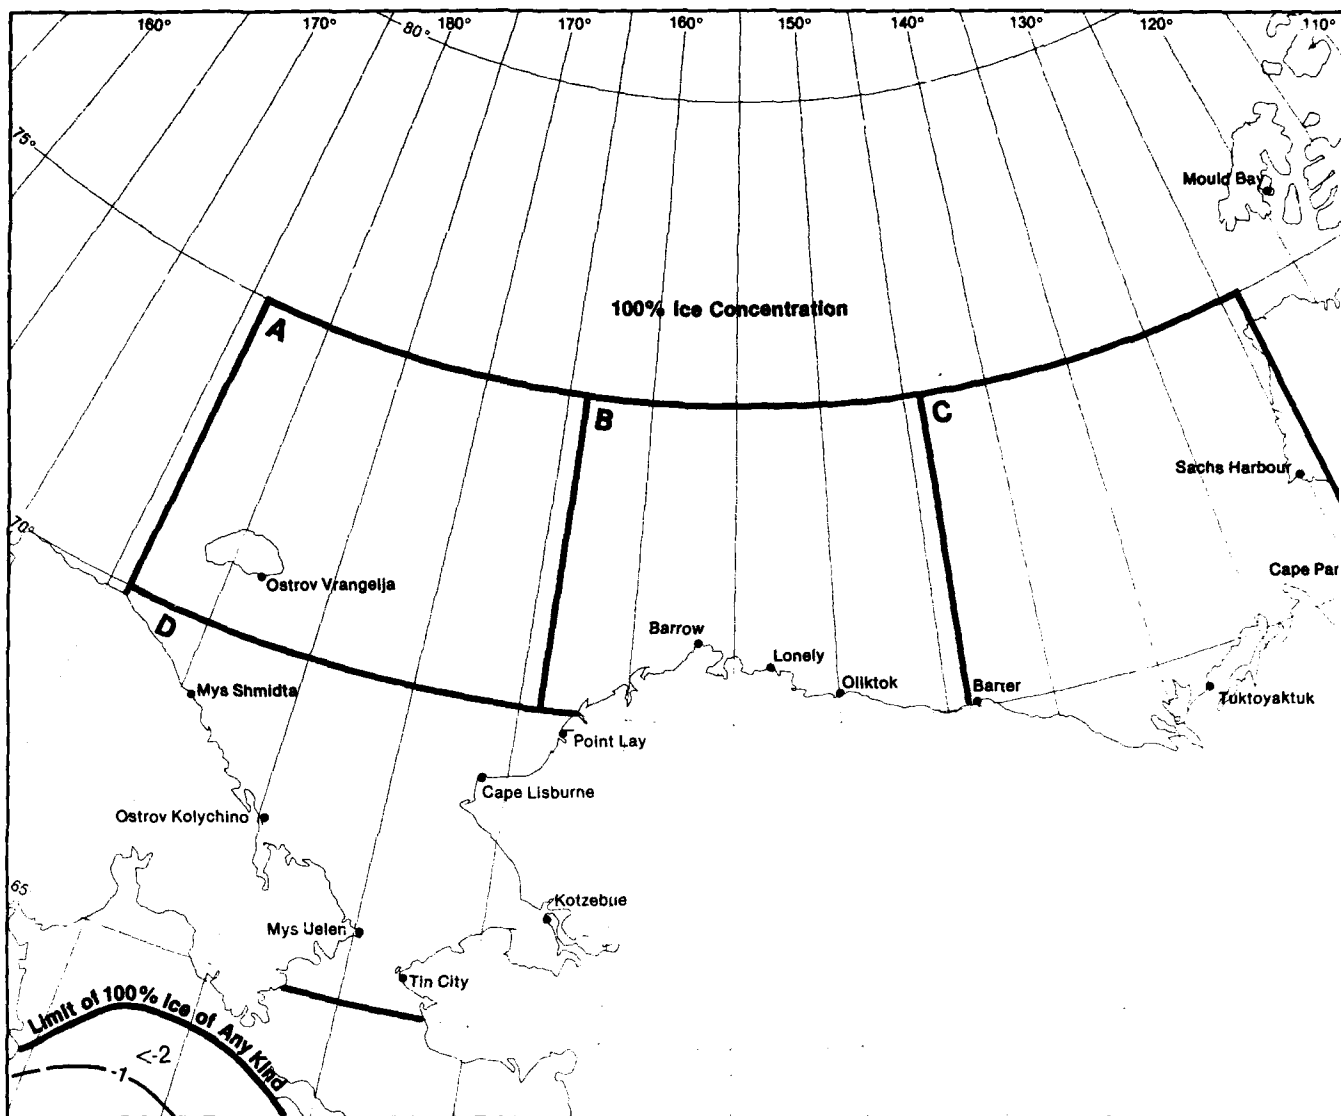 160° 170° 170° 160° 150° 140° 130° 120° 110°
80°
75°
Mould Bay
100% Ice Concentration
A
B
C
Sachs Harbour
70°
Ostrov Vrangelja
Cape Par
D
Barrow
Lonely
Mys Shmidta
Oliktok
Barter
Tuktoyaktuk
Point Lay
Cape Lisburne
Ostrov Kolychino
65
Kotzebue
Mys Uelen
Tin City
Limit of 100% Ice of Any Kind
<-2
-1